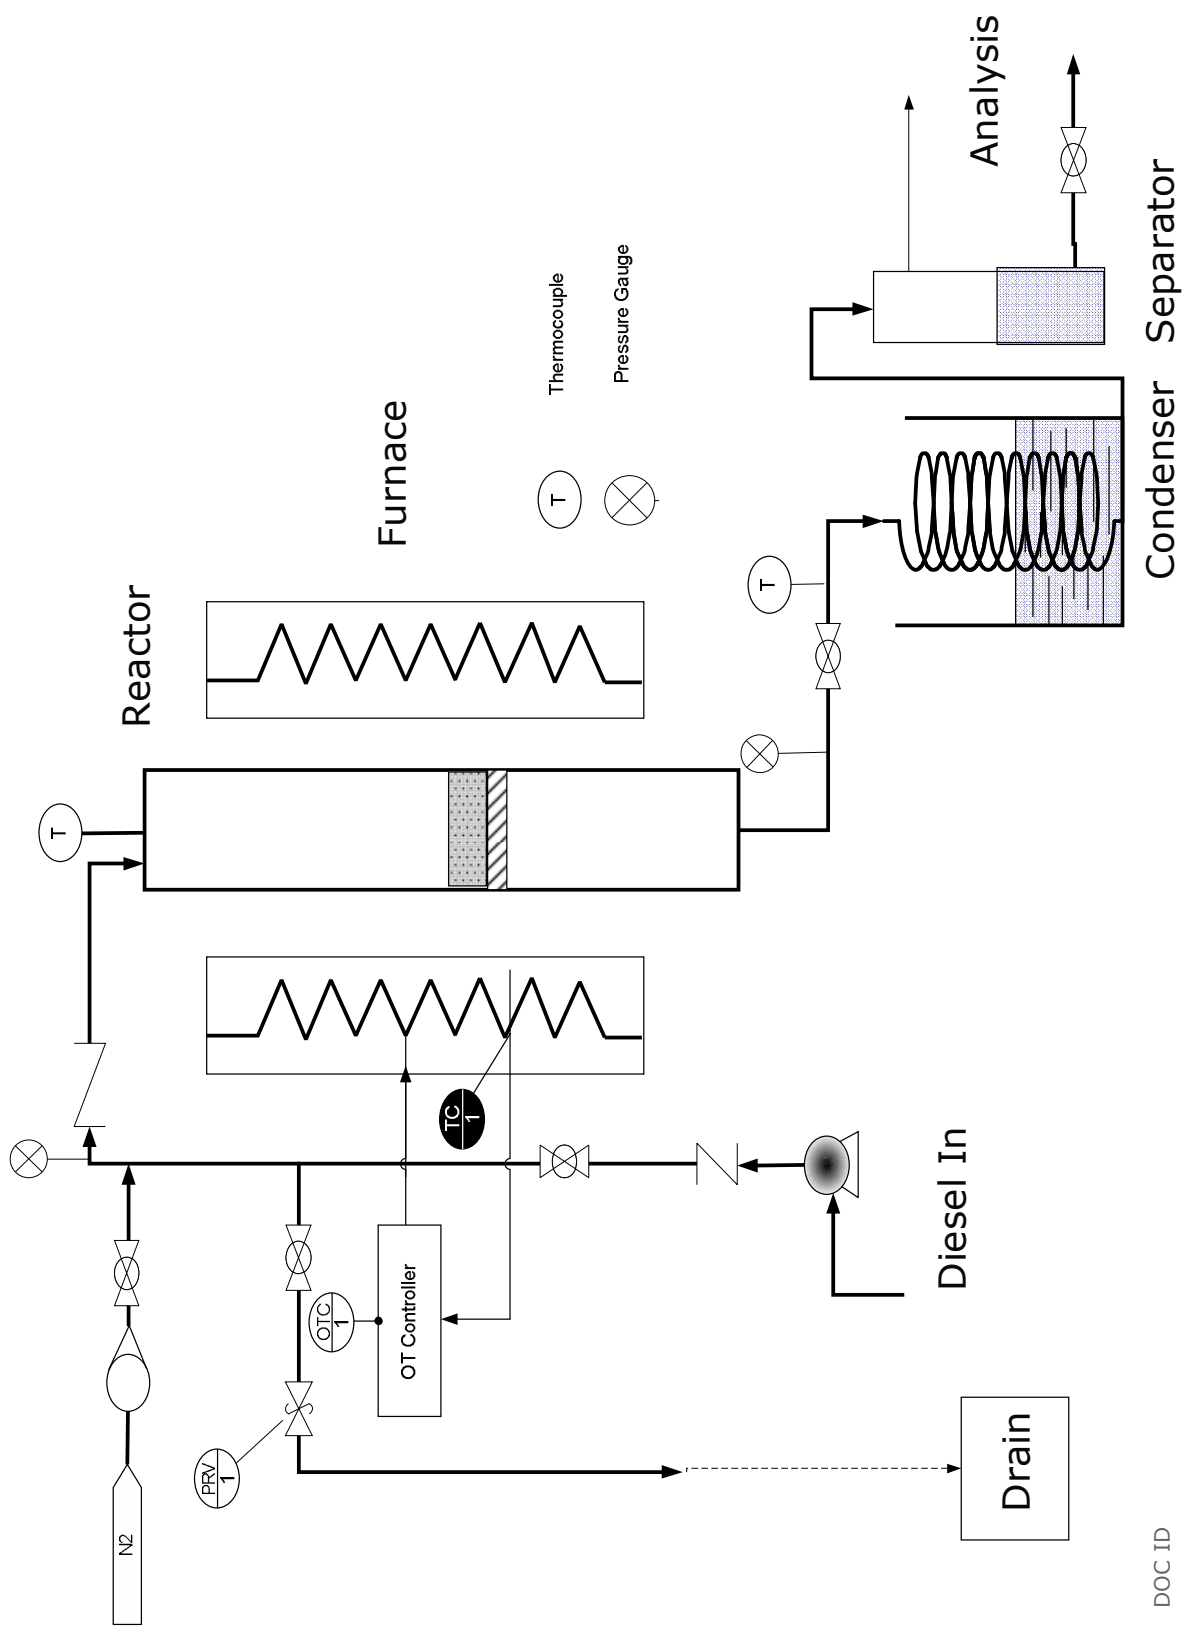 Reactor
Furnace
Analysis
Thermocouple
Pressure Gauge
T
T
T
TC
1
OTC
1
PRV
1
OT Controller
N2
Diesel In
Condenser
Separator
Drain
DOC ID